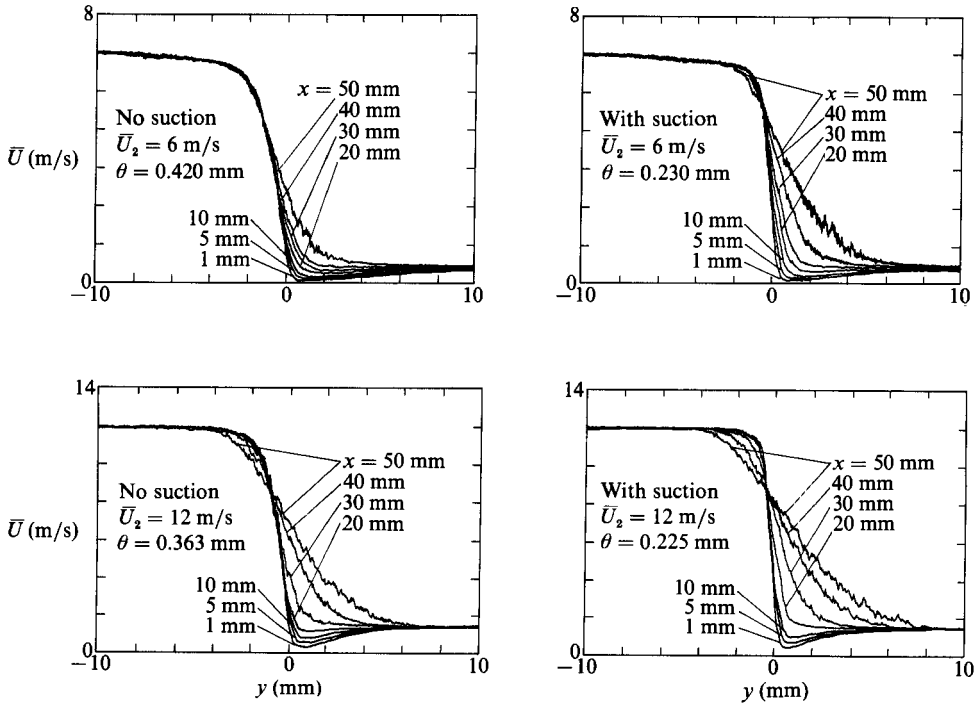 8
Ū (m/s)
No suction
Ū₂ = 6 m/s
θ = 0.420 mm
x = 50 mm
40 mm
30 mm
20 mm
10 mm
5 mm
1 mm
0
−10
0
10
8
With suction
Ū₂ = 6 m/s
θ = 0.230 mm
x = 50 mm
40 mm
30 mm
20 mm
10 mm
5 mm
1 mm
0
−10
0
10
14
Ū (m/s)
No suction
Ū₂ = 12 m/s
θ = 0.363 mm
x = 50 mm
40 mm
30 mm
20 mm
10 mm
5 mm
1 mm
0
−10
0
10
y (mm)
14
With suction
Ū₂ = 12 m/s
θ = 0.225 mm
x = 50 mm
40 mm
30 mm
20 mm
10 mm
5 mm
1 mm
0
−10
0
10
y (mm)